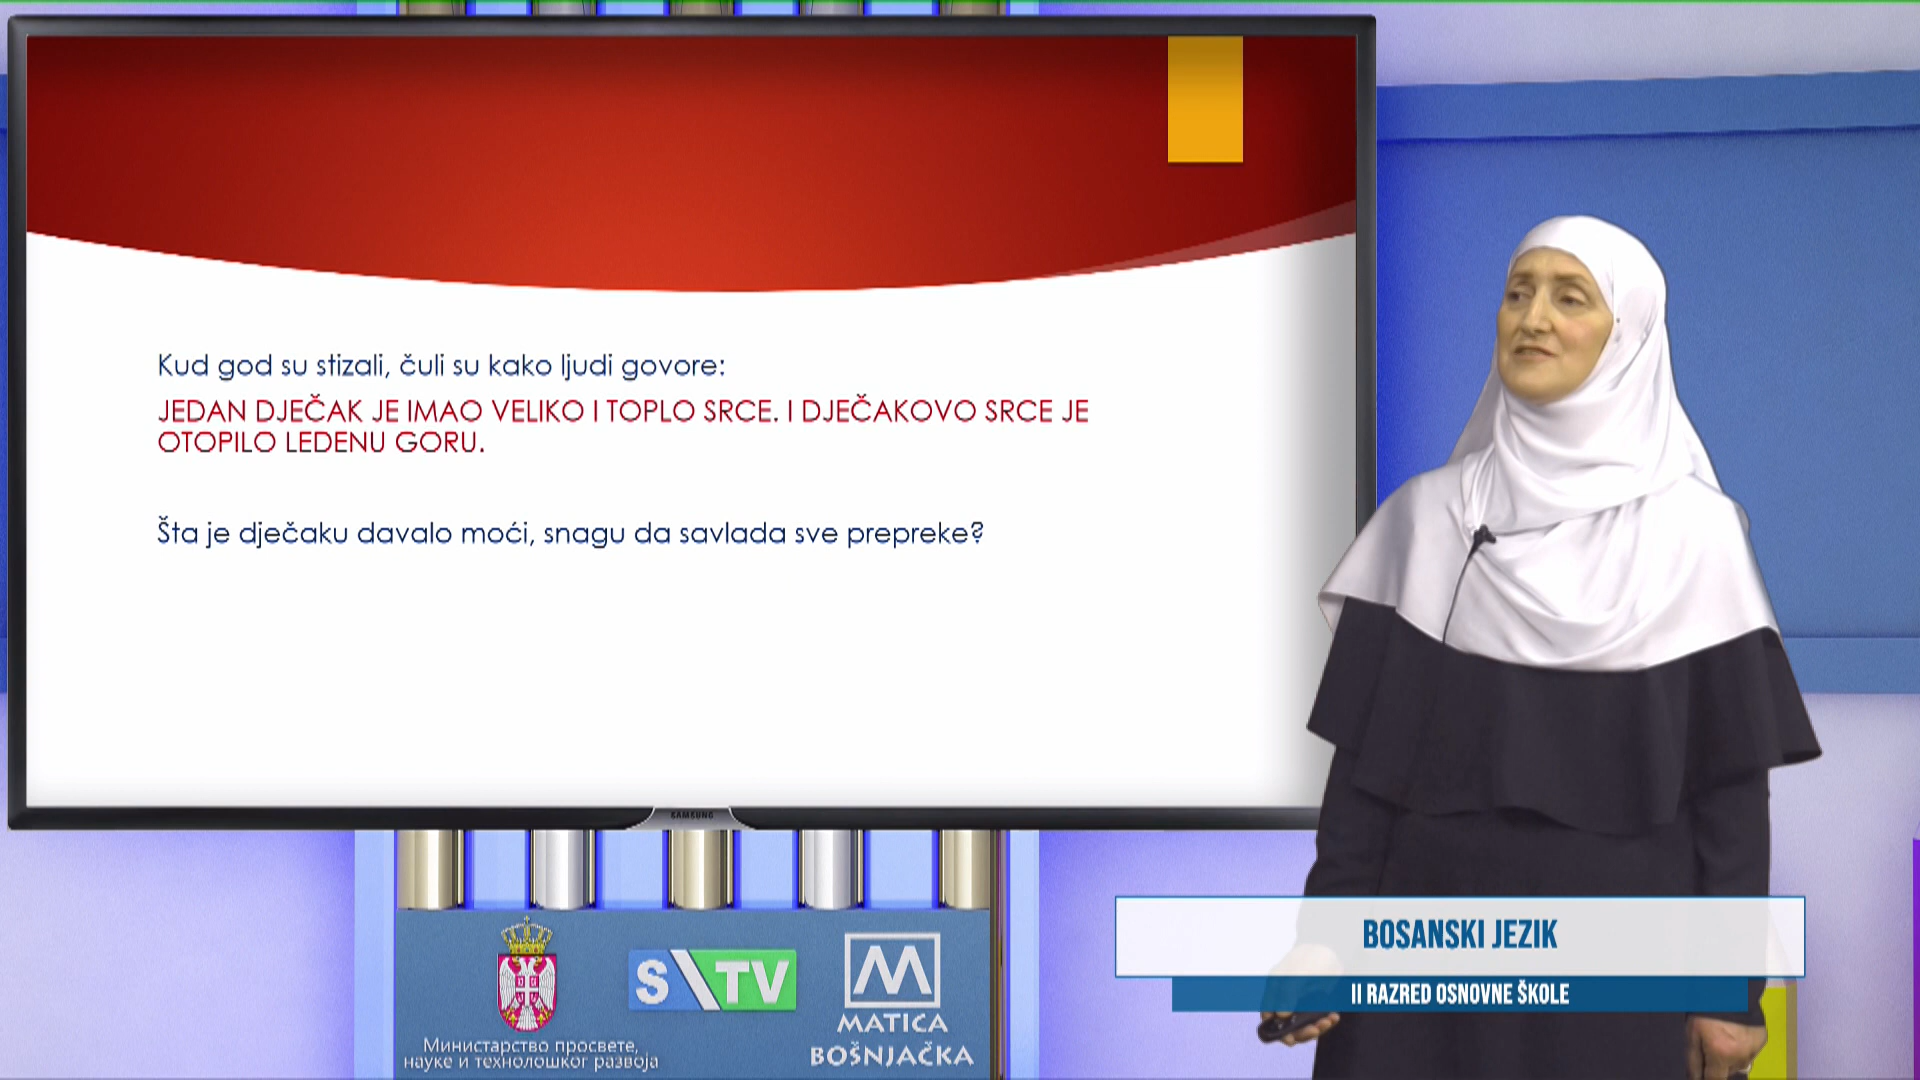 Kud god su stizali, čuli su kako ljudi govore:
JEDAN DJEČAK JE IMAO VELIKO I TOPLO SRCE. I DJEČAKOVO SRCE JE
OTOPILO LEDENU GORU.
Šta je dječaku davalo moći, snagu da savlada sve prepreke?
SAMSUNG
BOSANSKI JEZIK
II RAZRED OSNOVNE ŠKOLE
S TV
M
MATICA
BOŠNJAČKA
Министарство просвете,
науке и технолошког развоја